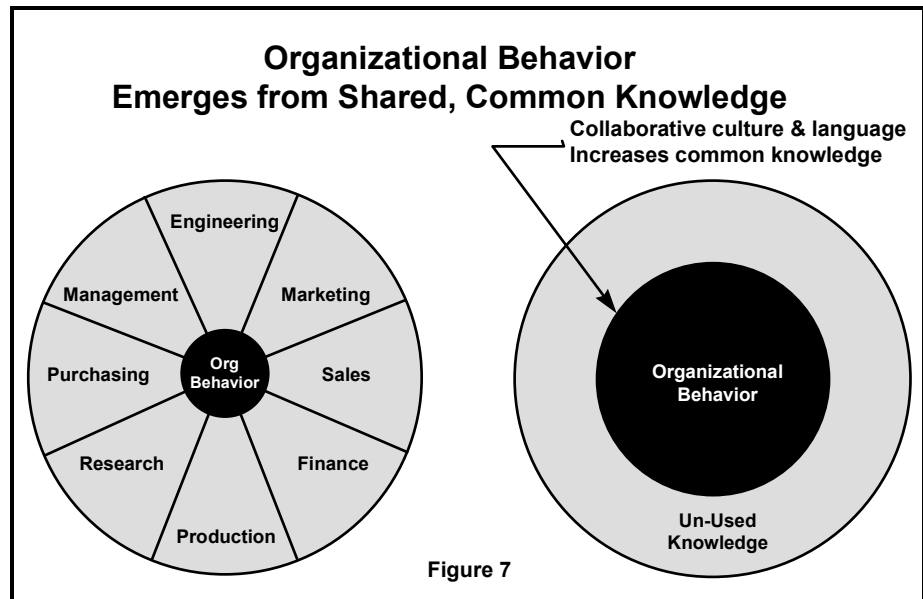 Organizational Behavior
Emerges from Shared, Common Knowledge
Collaborative culture & language
Increases common knowledge
Engineering
Management
Marketing
Purchasing
Org
Behavior
Sales
Research
Finance
Production
Organizational
Behavior
Un-Used
Knowledge
Figure 7